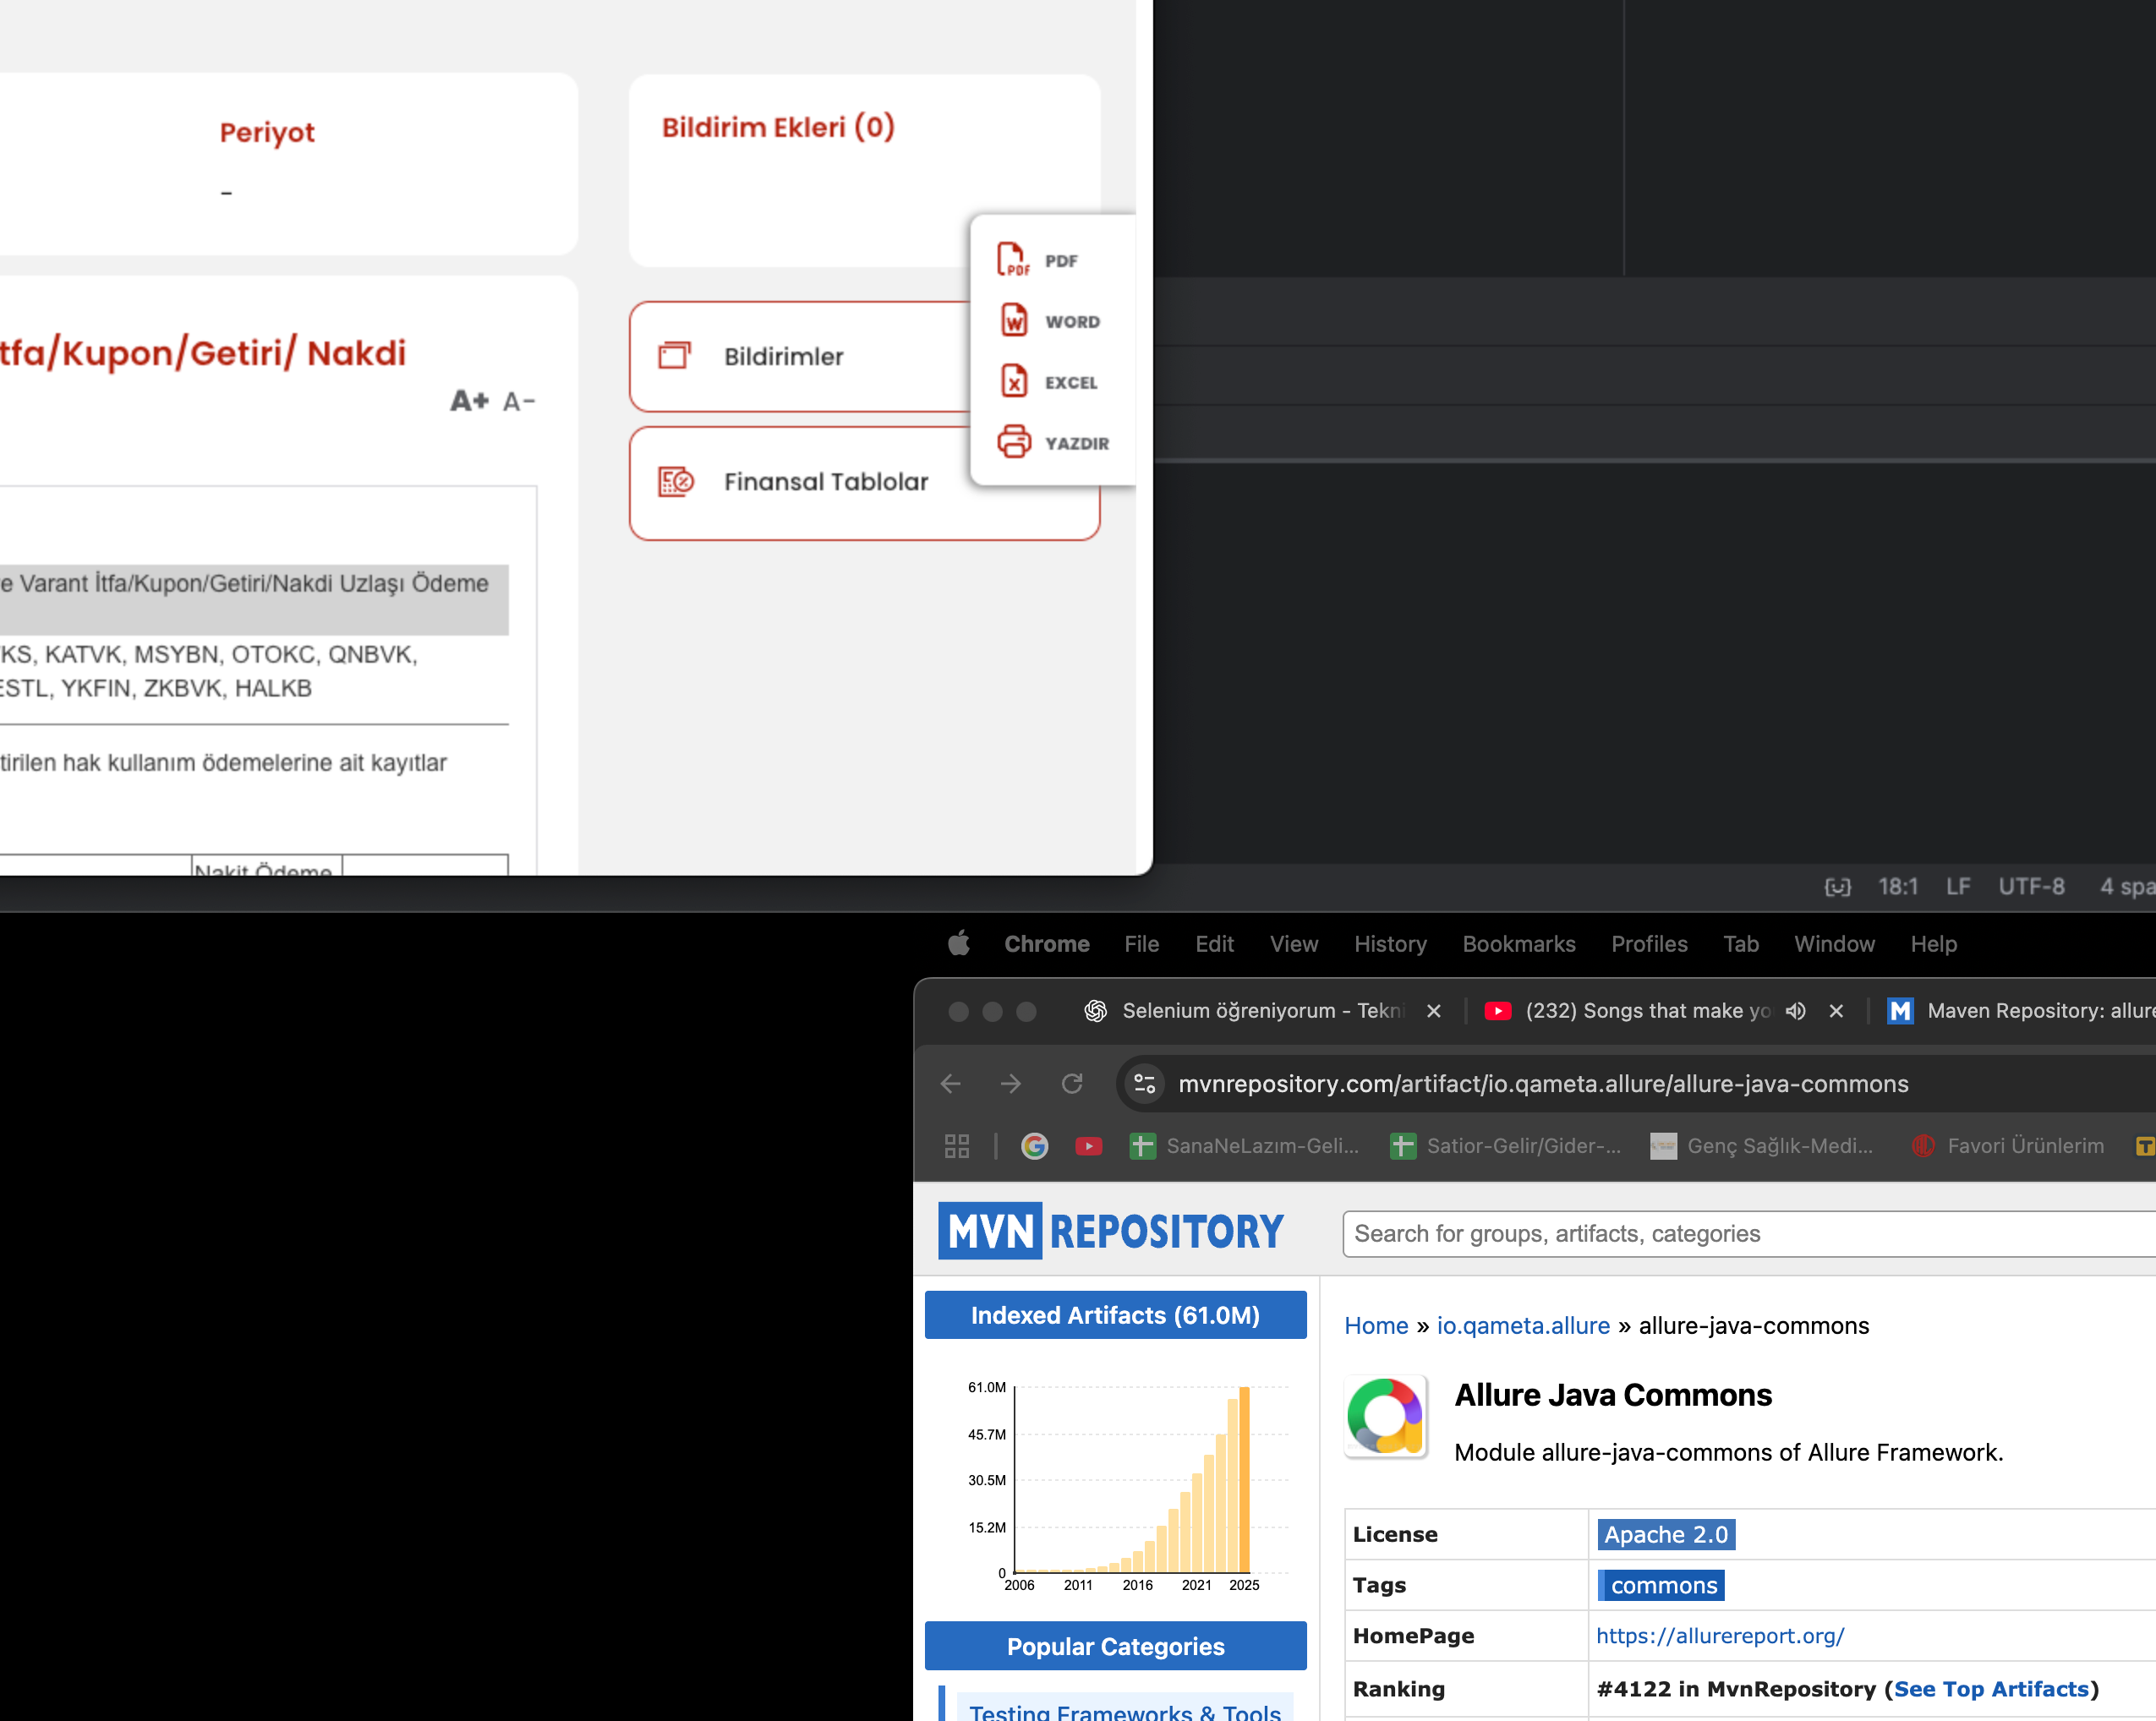 Periyot
-
Bildirim Ekleri (0)
PDF
WORD
EXCEL
YAZDIR
tfa/Kupon/Getiri/ Nakdi
A+ A-
Bildirimler
Finansal Tablolar
e Varant İtfa/Kupon/Getiri/Nakdi Uzlaşı Ödeme
KS, KATVK, MSYBN, OTOKC, QNBVK,
ESTL, YKFIN, ZKBVK, HALKB
tirilen hak kullanım ödemelerine ait kayıtlar
Nakit Ödeme
18:1 LF UTF-8 4 spa
Chrome File Edit View History Bookmarks Profiles Tab Window Help
Selenium öğreniyorum - Tekni
(232) Songs that make yo
Maven Repository: allure
mvnrepository.com/artifact/io.qameta.allure/allure-java-commons
SanaNeLazım-Geli... Satior-Gelir/Gider-... Genç Sağlık-Medi... Favori Ürünlerim
MVN REPOSITORY
Search for groups, artifacts, categories
Indexed Artifacts (61.0M)
61.0M
45.7M
30.5M
15.2M
0
2006 2011 2016 2021 2025
Popular Categories
Testing Frameworks & Tools
Home » io.qameta.allure » allure-java-commons
Allure Java Commons
Module allure-java-commons of Allure Framework.
License Apache 2.0
Tags commons
HomePage https://allurereport.org/
Ranking #4122 in MvnRepository (See Top Artifacts)